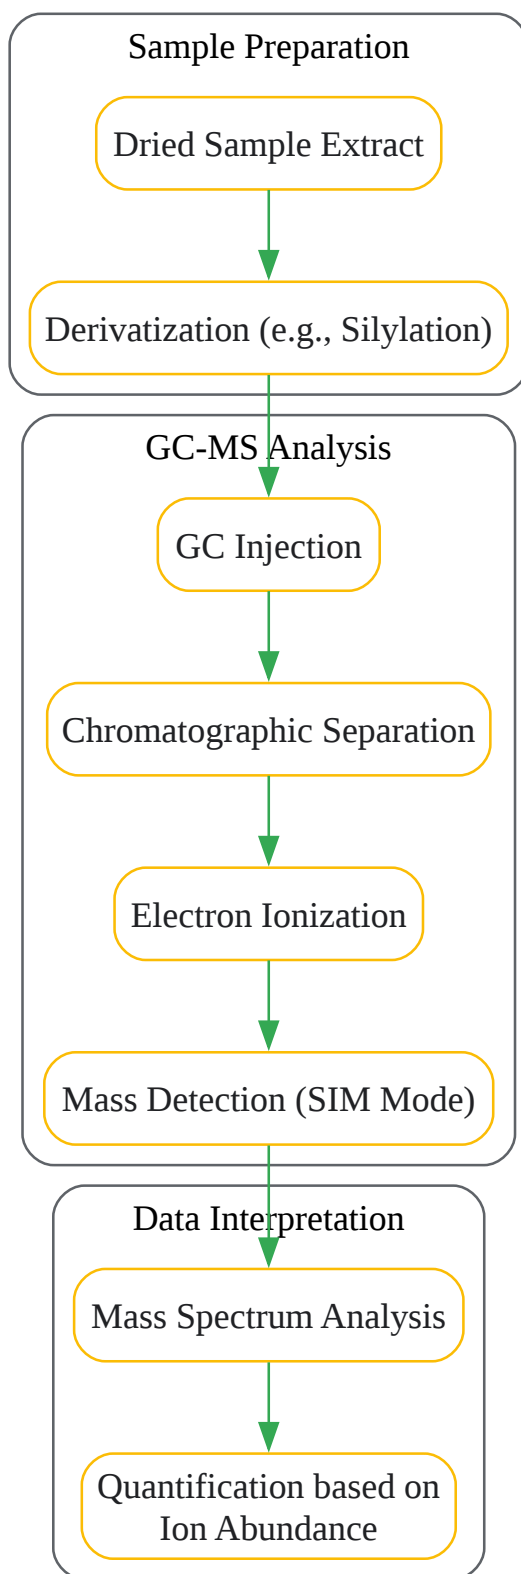 Sample Preparation
Dried Sample Extract
Derivatization (e.g., Silylation)
GC-MS Analysis
GC Injection
Chromatographic Separation
Electron Ionization
Mass Detection (SIM Mode)
Data Interpretation
Mass Spectrum Analysis
Quantification based on
Ion Abundance